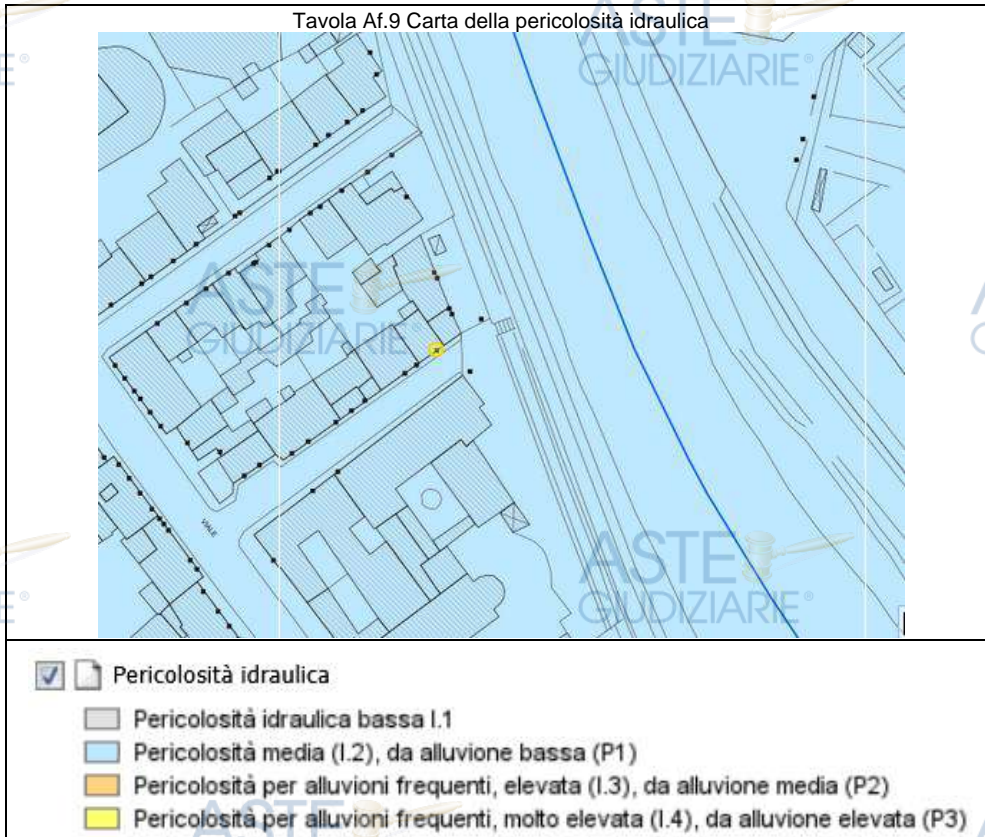 Tavola Af.9 Carta della pericolosità idraulica
ASTE
GIUDIZIARIE®
ASTE
GIUDIZIARIE®
VIALE
ASTE
GIUDIZIARIE®
Pericolosità idraulica
Pericolosità idraulica bassa I.1
Pericolosità media (I.2), da alluvione bassa (P1)
Pericolosità per alluvioni frequenti, elevata (I.3), da alluvione media (P2)
Pericolosità per alluvioni frequenti, molto elevata (I.4), da alluvione elevata (P3)